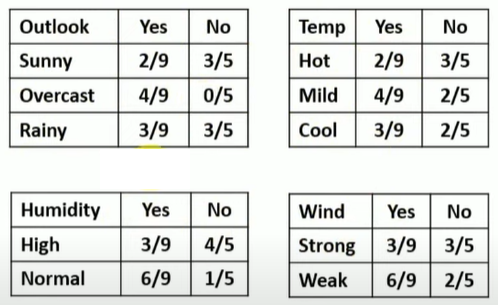 Outlook Yes No
Sunny 2/9 3/5
Overcast 4/9 0/5
Rainy 3/9 3/5
Temp Yes No
Hot 2/9 3/5
Mild 4/9 2/5
Cool 3/9 2/5
Humidity Yes No
High 3/9 4/5
Normal 6/9 1/5
Wind Yes No
Strong 3/9 3/5
Weak 6/9 2/5